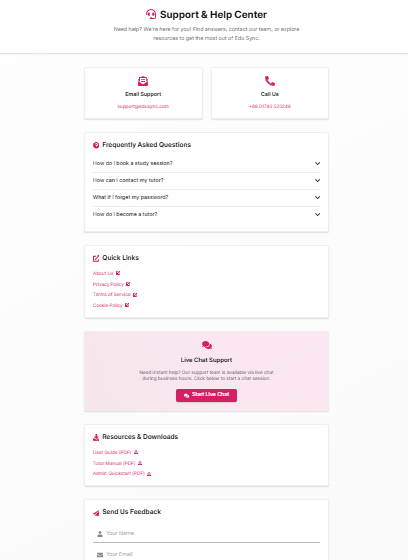 Support & Help Center
Need help? We're here for you! Find answers, contact our team, or explore
resources to get the most out of Edu Sync.
Email Support
support@edusync.com
Call Us
+88 01741 520249
Frequently Asked Questions
How do I book a study session?
How can I contact my tutor?
What if I forget my password?
How do I become a tutor?
Quick Links
About Us
Privacy Policy
Terms of Service
Cookie Policy
Live Chat Support
Need instant help? Our support team is available via live chat
during business hours. Click below to start a chat session.
Start Live Chat
Resources & Downloads
User Guide (PDF)
Tutor Manual (PDF)
Admin Quickstart (PDF)
Send Us Feedback
Your Name
Your Email